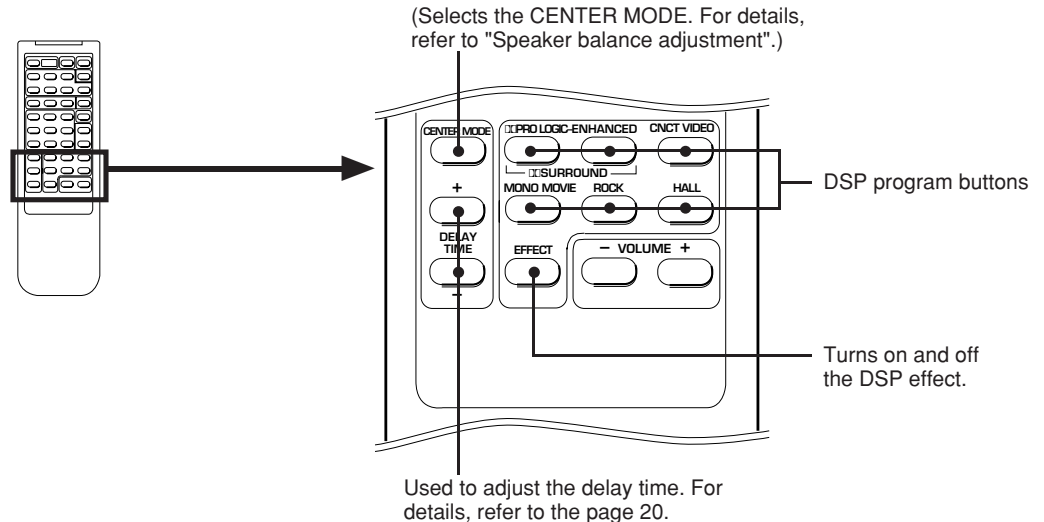 (Selects the CENTER MODE. For details,
refer to "Speaker balance adjustment".)
CENTER MODE
PRO LOGIC ENHANCED
CNCT VIDEO
SURROUND
+
MONO MOVIE
ROCK
HALL
DSP program buttons
DELAY
TIME
–
EFFECT
– VOLUME +
Turns on and off
the DSP effect.
Used to adjust the delay time. For
details, refer to the page 20.